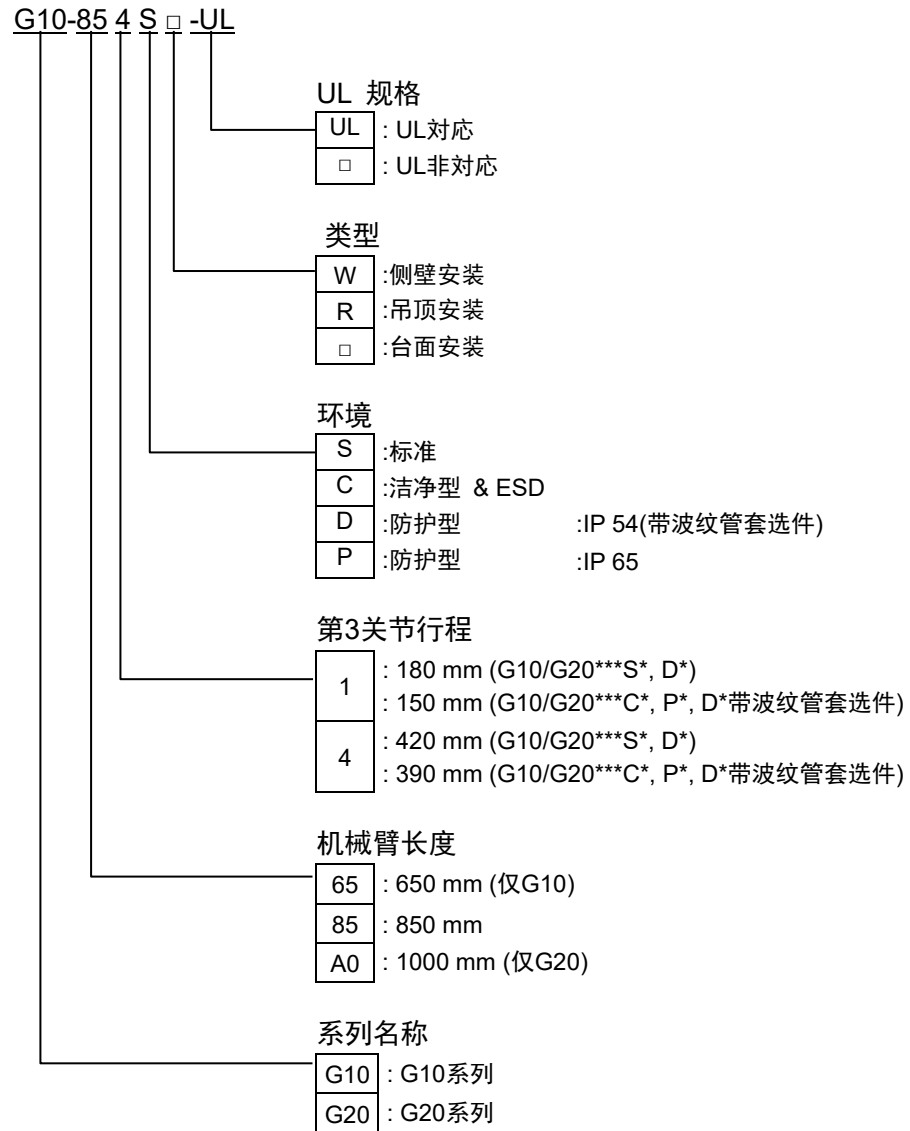 G10-85 4 S □ -UL
UL 规格
UL : UL対応
□ : UL非対応
类型
W :侧壁安装
R :吊顶安装
□ :台面安装
环境
S :标准
C :洁净型 & ESD
D :防护型 :IP 54(带波纹管套选件)
P :防护型 :IP 65
第3关节行程
1 : 180 mm (G10/G20***S*, D*)
: 150 mm (G10/G20***C*, P*, D*带波纹管套选件)
4 : 420 mm (G10/G20***S*, D*)
: 390 mm (G10/G20***C*, P*, D*带波纹管套选件)
机械臂长度
65 : 650 mm (仅G10)
85 : 850 mm
A0 : 1000 mm (仅G20)
系列名称
G10 : G10系列
G20 : G20系列